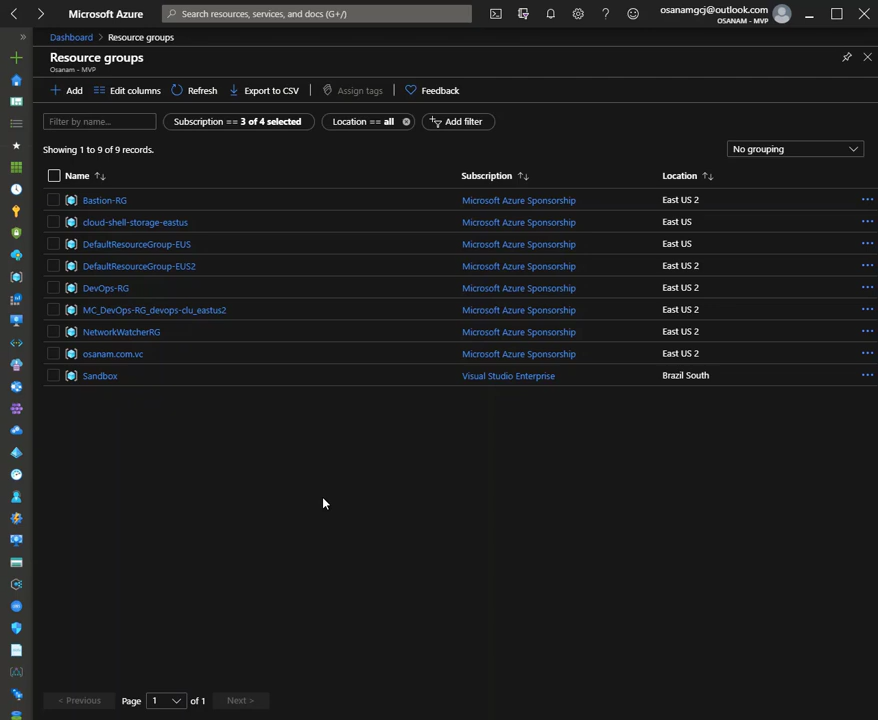 Microsoft Azure
Search resources, services, and docs (G+/)
osanamgcj@outlook.com
OSANAM - MVP
Dashboard > Resource groups
Resource groups
Osanam - MVP
Add Edit columns Refresh Export to CSV Assign tags Feedback
Filter by name... Subscription == 3 of 4 selected Location == all Add filter
Showing 1 to 9 of 9 records. No grouping
Name Subscription Location
Bastion-RG Microsoft Azure Sponsorship East US 2 ...
cloud-shell-storage-eastus Microsoft Azure Sponsorship East US ...
DefaultResourceGroup-EUS Microsoft Azure Sponsorship East US ...
DefaultResourceGroup-EUS2 Microsoft Azure Sponsorship East US 2 ...
DevOps-RG Microsoft Azure Sponsorship East US 2 ...
MC_DevOps-RG_devops-clu_eastus2 Microsoft Azure Sponsorship East US 2 ...
NetworkWatcherRG Microsoft Azure Sponsorship East US 2 ...
osanam.com.vc Microsoft Azure Sponsorship East US 2 ...
Sandbox Visual Studio Enterprise Brazil South ...
< Previous Page 1 of 1 Next >